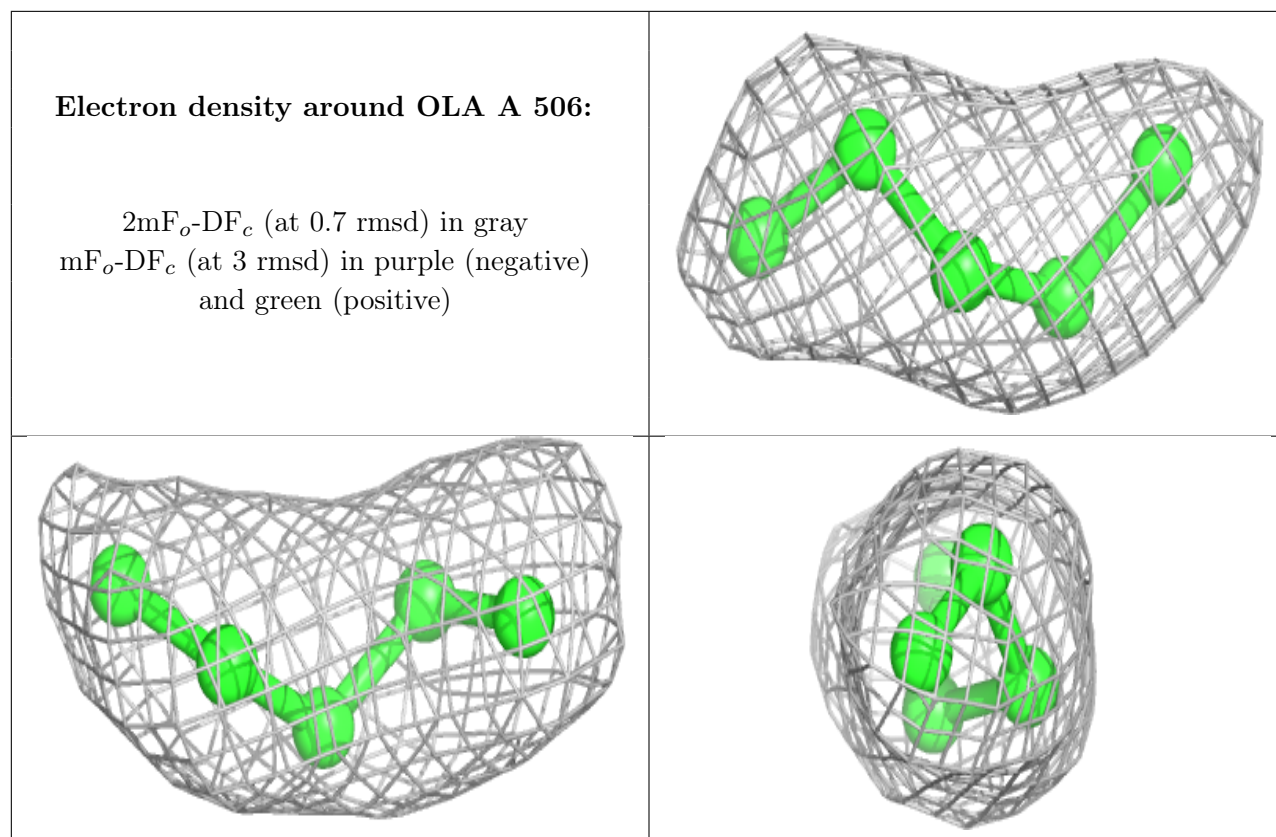 Electron density around OLA A 506:
2mFo-DFc (at 0.7 rmsd) in gray
mFo-DFc (at 3 rmsd) in purple (negative)
and green (positive)